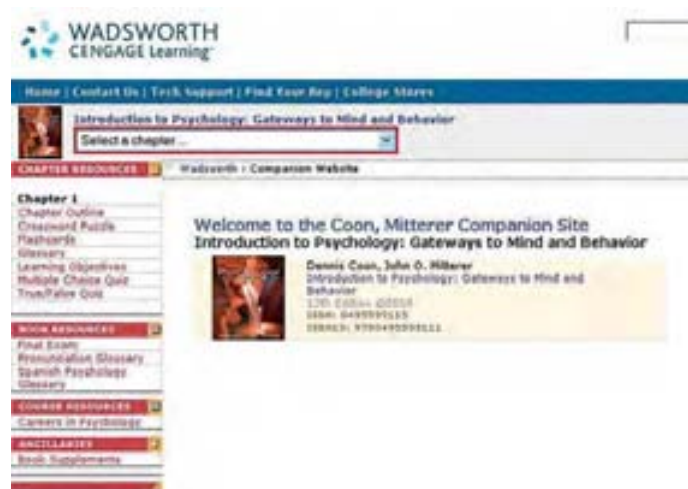 WADSWORTH
CENGAGE Learning
Home | Contact Us | Tech Support | Find Your Rep | College Stores
Introduction to Psychology: Gateways to Mind and Behavior
Select a chapter ...
CHAPTER RESOURCES
Wadsworth > Companion Website
Chapter 1
Chapter Outline
Crossword Puzzle
Flashcards
Glossary
Learning Objectives
Multiple Choice Quiz
True/False Quiz
Welcome to the Coon, Mitterer Companion Site
Introduction to Psychology: Gateways to Mind and Behavior
Dennis Coon, John O. Mitterer
Introduction to Psychology: Gateways to Mind and
Behavior
12th Edition
BOOK RESOURCES
Final Exam
Pronunciation Glossary
Spanish Psychology
Glossary
COURSE RESOURCES
Careers in Psychology
ANCILLARIES
Book Supplements